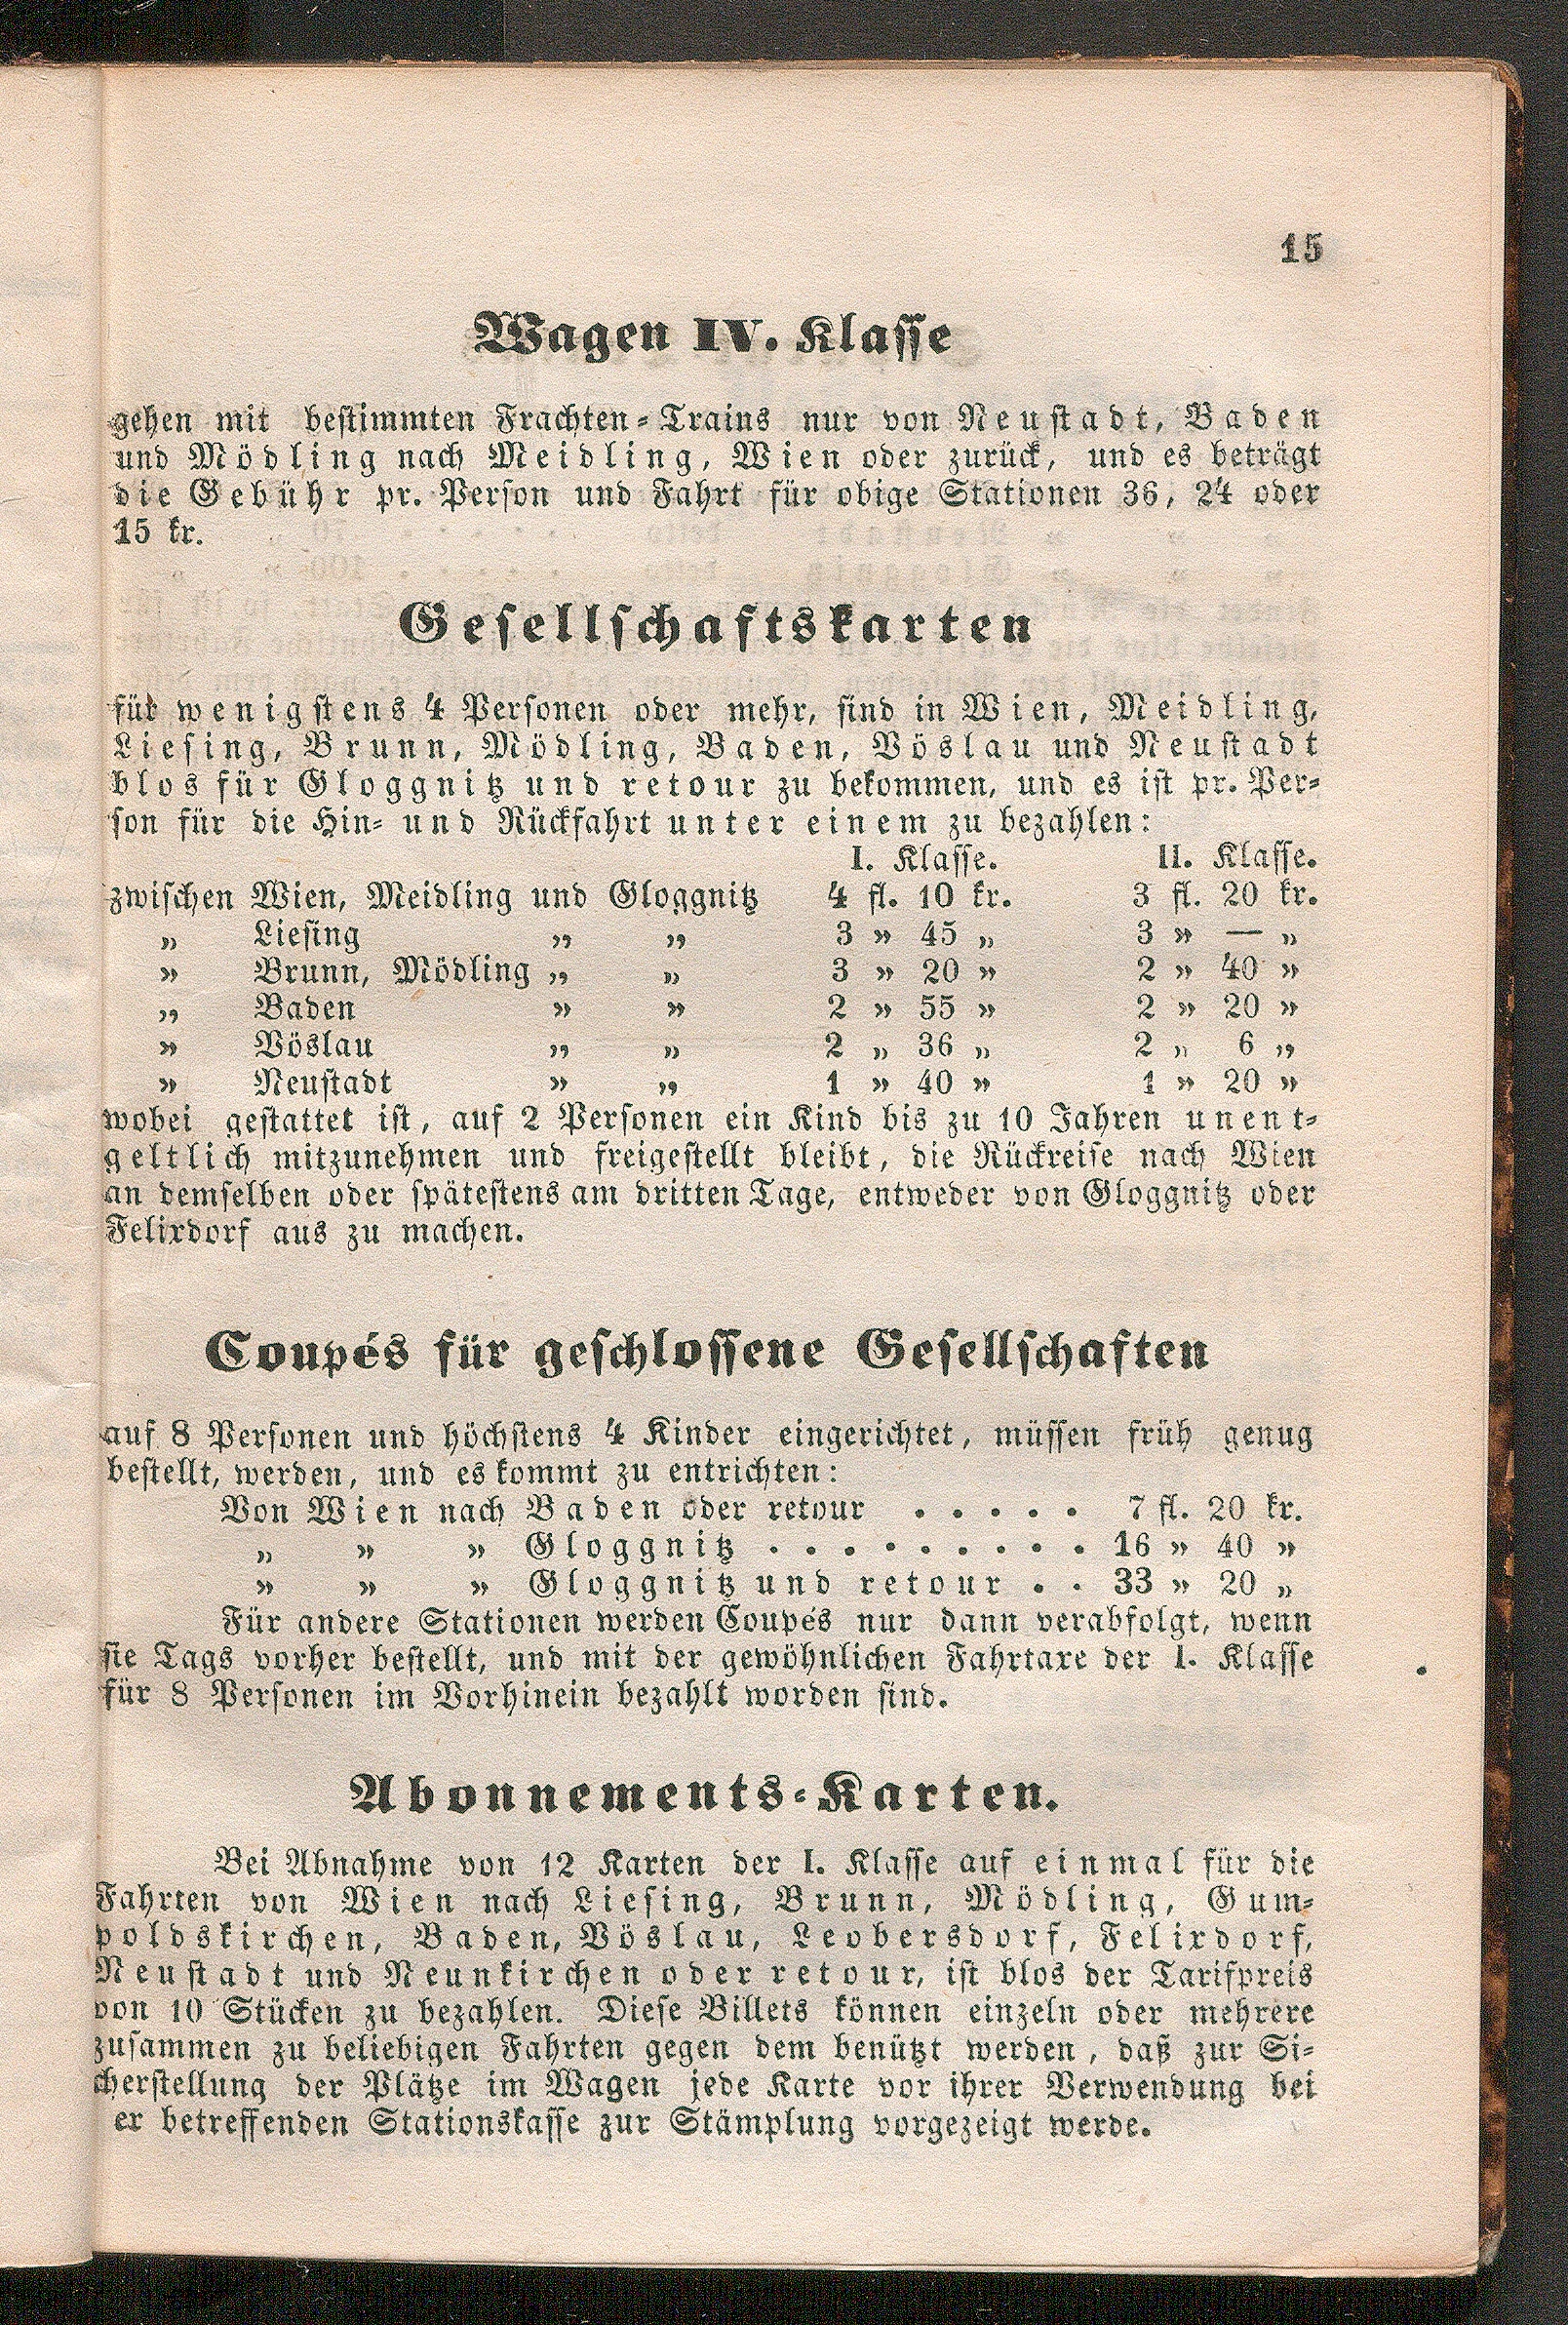 15
Wagen IV. Klasse
gehen mit bestimmten Frachten-Trains nur von Neustadt, Baden
und Mödling nach Meidling, Wien oder zurück, und es beträgt
die Gebühr pr. Person und Fahrt für obige Stationen 36, 24 oder
15 kr.
Gesellschaftskarten
für wenigstens 4 Personen oder mehr, sind in Wien, Meidling,
Liesing, Brunn, Mödling, Baden, Vöslau und Neustadt
blos für Gloggnitz und retour zu bekommen, und es ist pr. Per-
son für die Hin- und Rückfahrt unter einem zu bezahlen:
I. Klasse. II. Klasse.
zwischen Wien, Meidling und Gloggnitz 4 fl. 10 kr. 3 fl. 20 kr.
„ Liesing „ „ 3 „ 45 „ 3 „ — „
„ Brunn, Mödling „ „ 3 „ 20 „ 2 „ 40 „
„ Baden „ „ 2 „ 55 „ 2 „ 20 „
„ Vöslau „ „ 2 „ 36 „ 2 „ 6 „
„ Neustadt „ „ 1 „ 40 „ 1 „ 20 „
wobei gestattet ist, auf 2 Personen ein Kind bis zu 10 Jahren unent-
geltlich mitzunehmen und freigestellt bleibt, die Rückreise nach Wien
an demselben oder spätestens am dritten Tage, entweder von Gloggnitz oder
Felixdorf aus zu machen.
Coupés für geschlossene Gesellschaften
auf 8 Personen und höchstens 4 Kinder eingerichtet, müssen früh genug
bestellt, werden, und es kommt zu entrichten:
Von Wien nach Baden oder retour . . . . . 7 fl. 20 kr.
„ „ „ Gloggnitz . . . . . . . . . 16 „ 40 „
„ „ „ Gloggnitz und retour . . 33 „ 20 „
Für andere Stationen werden Coupés nur dann verabfolgt, wenn
sie Tags vorher bestellt, und mit der gewöhnlichen Fahrtaxe der I. Klasse
für 8 Personen im Vorhinein bezahlt worden sind.
Abonnements-Karten.
Bei Abnahme von 12 Karten der I. Klasse auf einmal für die
Fahrten von Wien nach Liesing, Brunn, Mödling, Gum-
poldskirchen, Baden, Vöslau, Leobersdorf, Felixdorf,
Neustadt und Neunkirchen oder retour, ist blos der Tarifpreis
von 10 Stücken zu bezahlen. Diese Billets können einzeln oder mehrere
zusammen zu beliebigen Fahrten gegen dem benützt werden, daß zur Si-
cherstellung der Plätze im Wagen jede Karte vor ihrer Verwendung bei
er betreffenden Stationskasse zur Stämplung vorgezeigt werde.